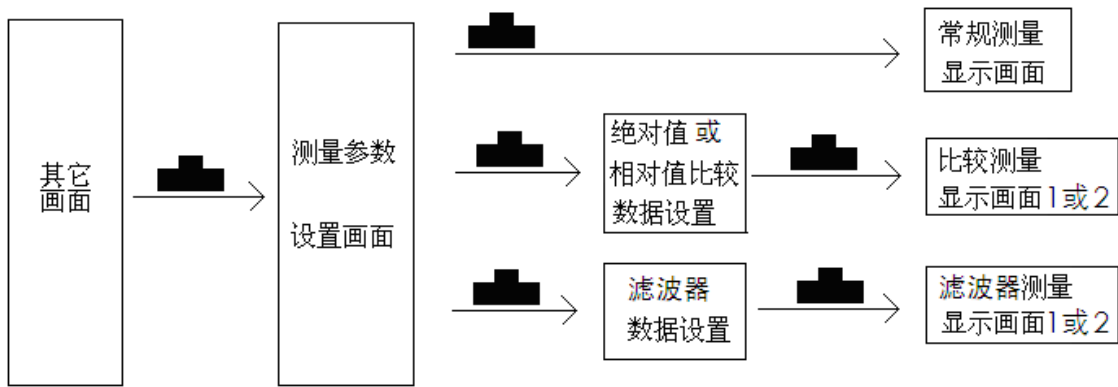 其它
画面
测量参数
设置画面
常规测量
显示画面
绝对值 或
相对值比较
数据设置
比较测量
显示画面1或2
滤波器
数据设置
滤波器测量
显示画面1或2